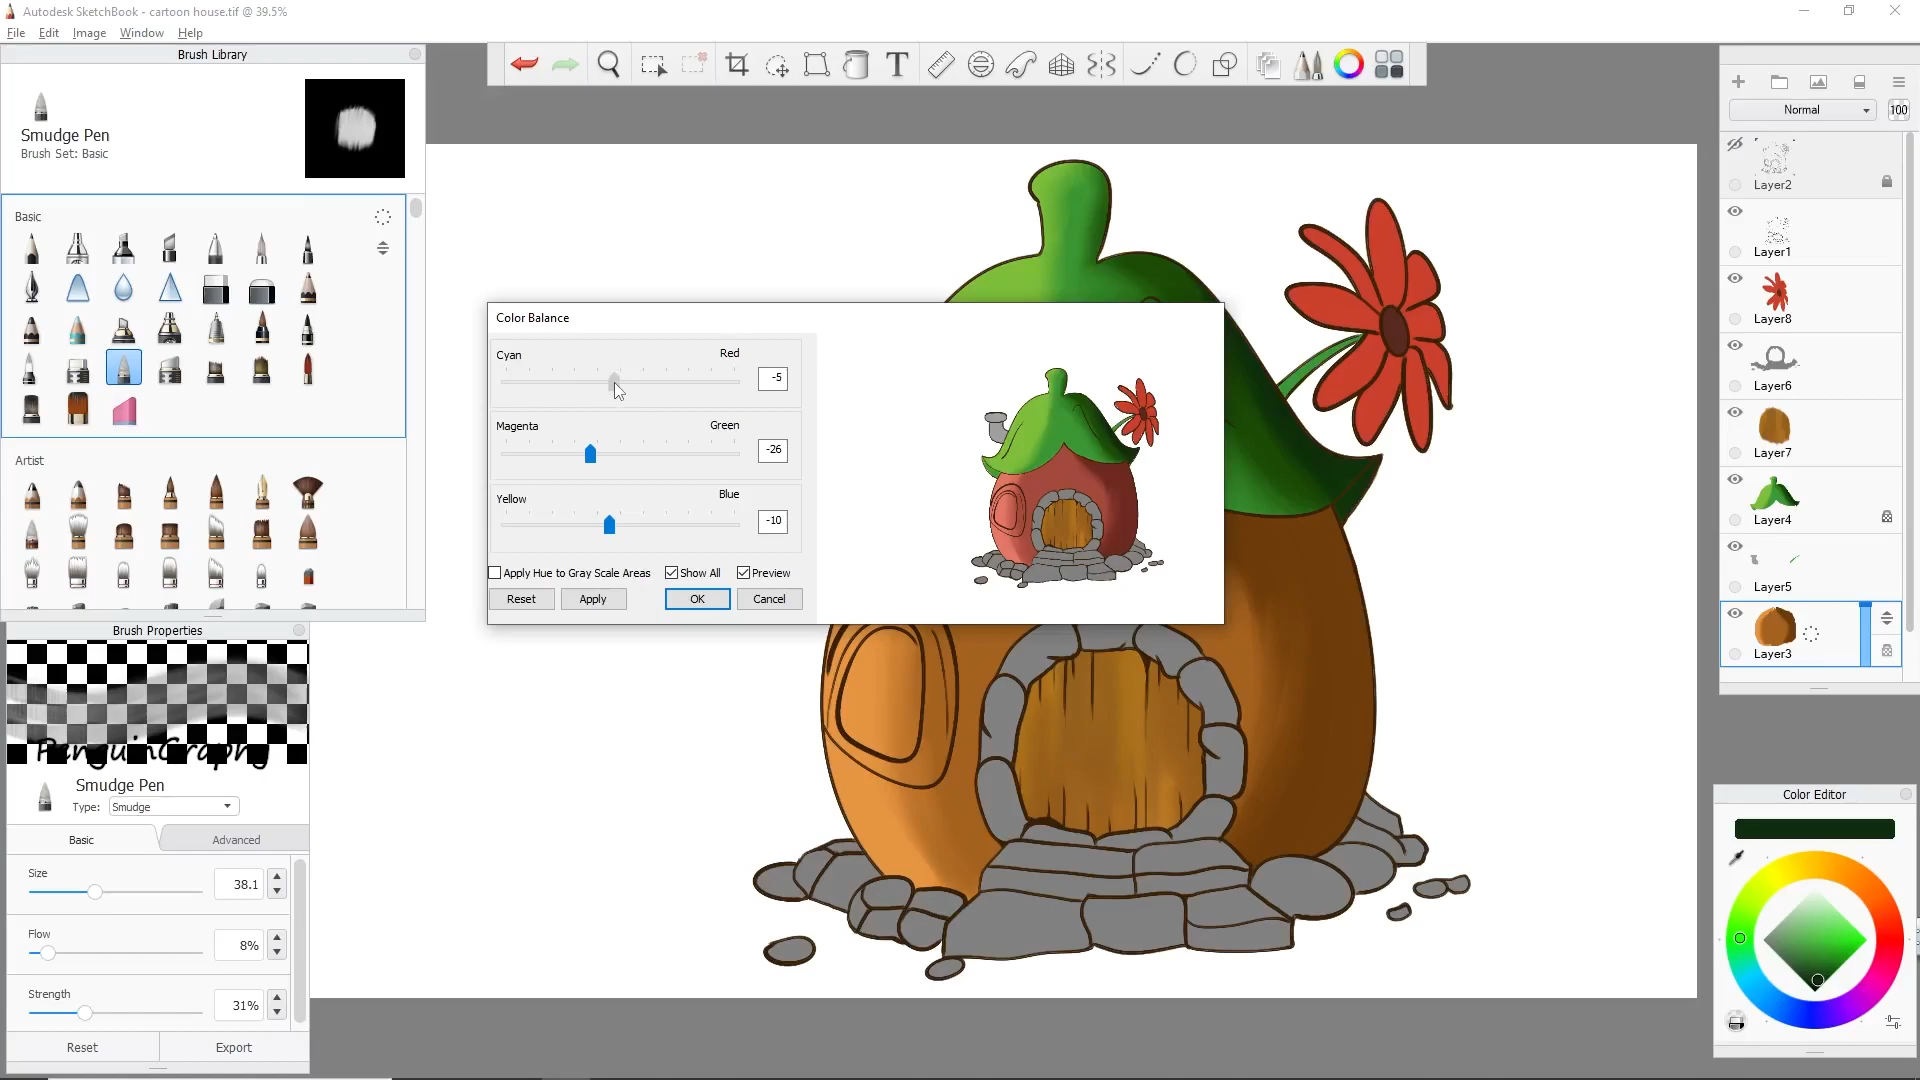 Autodesk SketchBook - cartoon house.tif @ 39.5%
File Edit Image Window Help
Brush Library
Smudge Pen
Brush Set: Basic
Basic
Artist
Brush Properties
PenguinGraphy
Smudge Pen
Type: Smudge
Basic Advanced
Size
38.1
Flow
8%
Strength
31%
Reset Export
T
Color Balance
Cyan Red
-5
Magenta Green
-26
Yellow Blue
-10
Apply Hue to Gray Scale Areas Show All Preview
Reset Apply OK Cancel
Normal 100
Layer2
Layer1
Layer8
Layer6
Layer7
Layer4
Layer5
Layer3
Color Editor